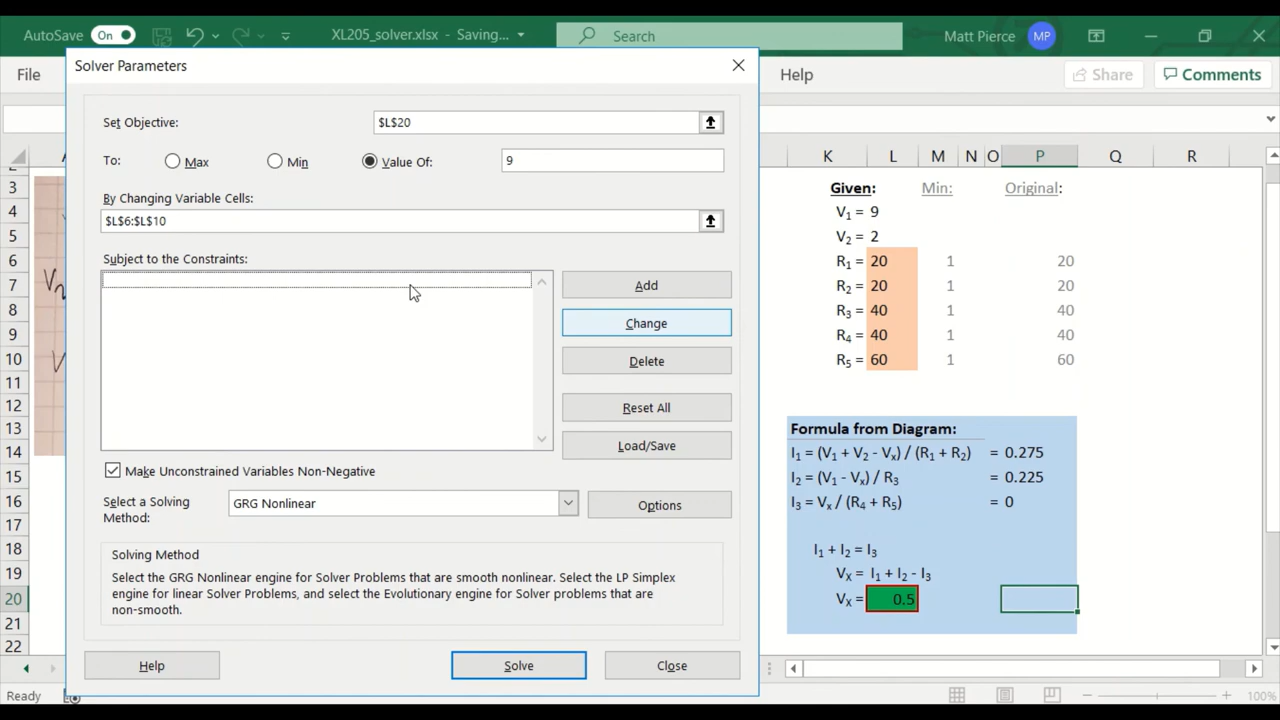 AutoSave On XL205_solver.xlsx - Saving... Search Matt Pierce MP
File Help Share Comments
Solver Parameters
Set Objective: $L$20
To: Max Min Value Of: 9
By Changing Variable Cells:
$L$6:$L$10
Subject to the Constraints:
Add
Change
Delete
Reset All
Load/Save
Make Unconstrained Variables Non-Negative
Select a Solving Method: GRG Nonlinear Options
Solving Method
Select the GRG Nonlinear engine for Solver Problems that are smooth nonlinear. Select the LP Simplex
engine for linear Solver Problems, and select the Evolutionary engine for Solver problems that are
non-smooth.
Help Solve Close
K L M N O P Q R
3 Given: Min: Original:
4 V₁ = 9
5 V₂ = 2
6 R₁ = 20 1 20
7 R₂ = 20 1 20
8 R₃ = 40 1 40
9 R₄ = 40 1 40
10 R₅ = 60 1 60
11
12
13 Formula from Diagram:
14 I₁ = (V₁ + V₂ - Vₓ) / (R₁ + R₂) = 0.275
15 I₂ = (V₁ - Vₓ) / R₃ = 0.225
16 I₃ = Vₓ / (R₄ + R₅) = 0
17
18 I₁ + I₂ = I₃
19 Vₓ = I₁ + I₂ - I₃
20 Vₓ = 0.5
21
22
Ready 100%